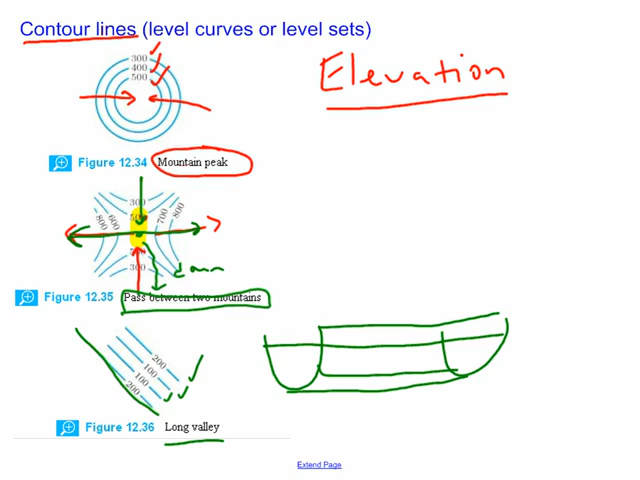 Contour lines (level curves or level sets)
Elevation
300
400
500
Figure 12.34 Mountain peak
300
800
600
700
800
300
down
Figure 12.35 Pass between two mountains
200
100
100
200
Figure 12.36 Long valley
Extend Page